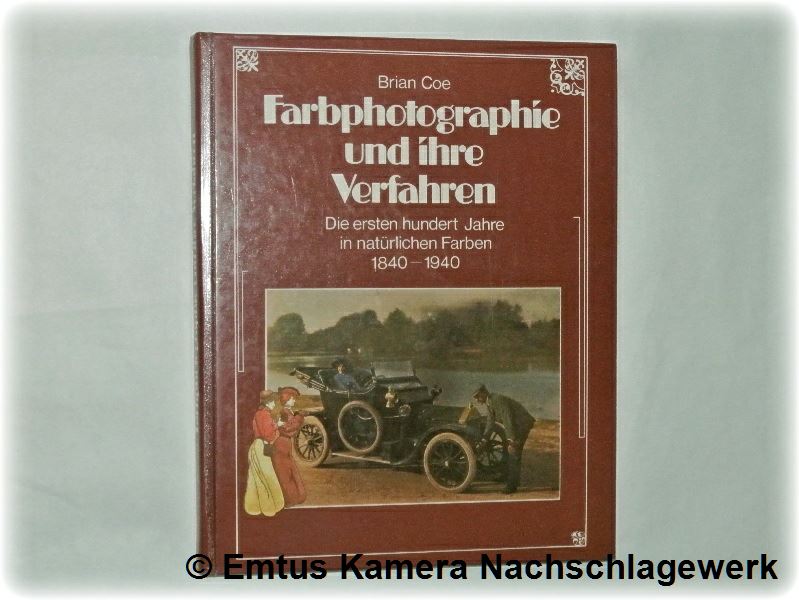 Brian Coe
Farbphotographie
und ihre
Verfahren
Die ersten hundert Jahre
in natürlichen Farben
1840 – 1940
© Emtus Kamera Nachschlagewerk